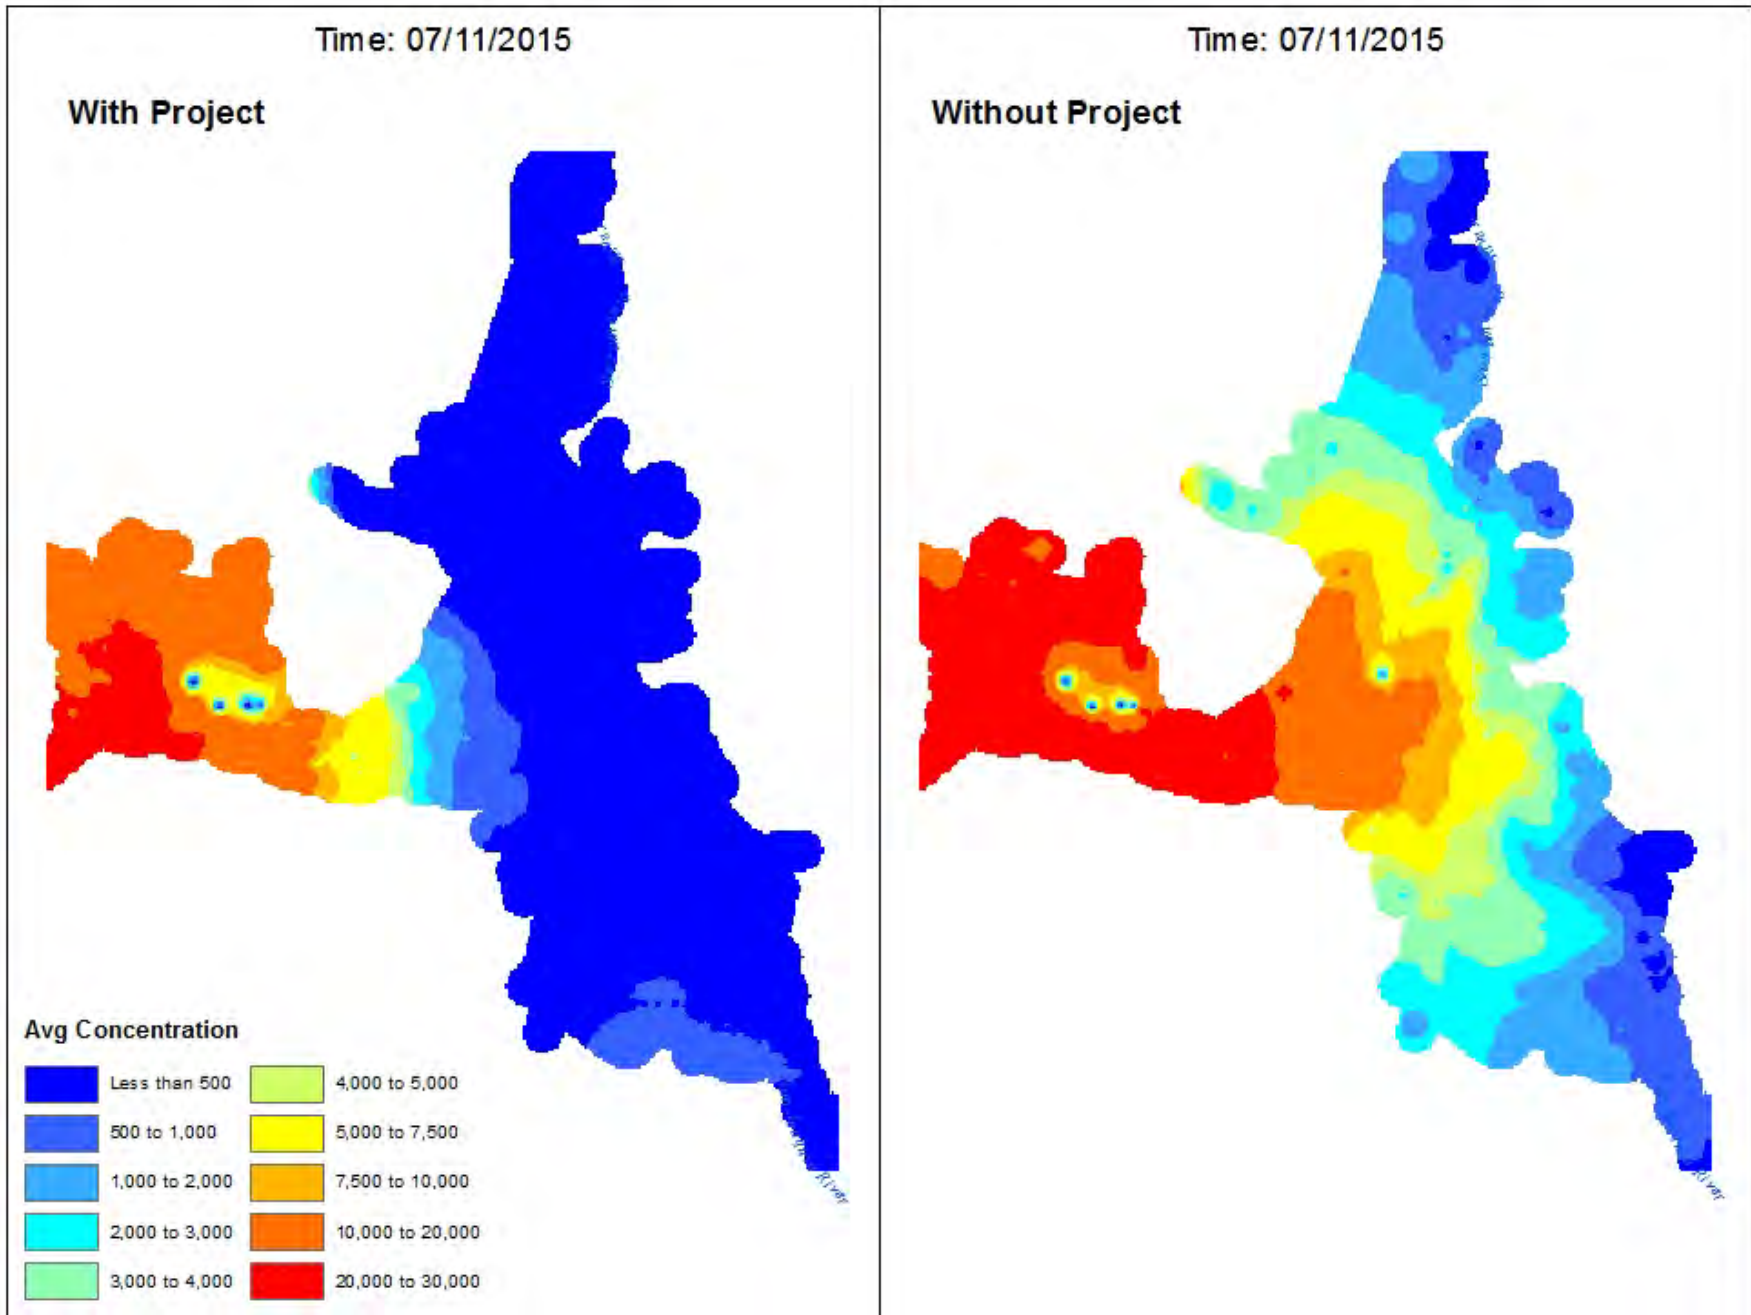 Time: 07/11/2015
With Project
Time: 07/11/2015
Without Project
River
River
Avg Concentration
Less than 500
500 to 1,000
1,000 to 2,000
2,000 to 3,000
3,000 to 4,000
4,000 to 5,000
5,000 to 7,500
7,500 to 10,000
10,000 to 20,000
20,000 to 30,000